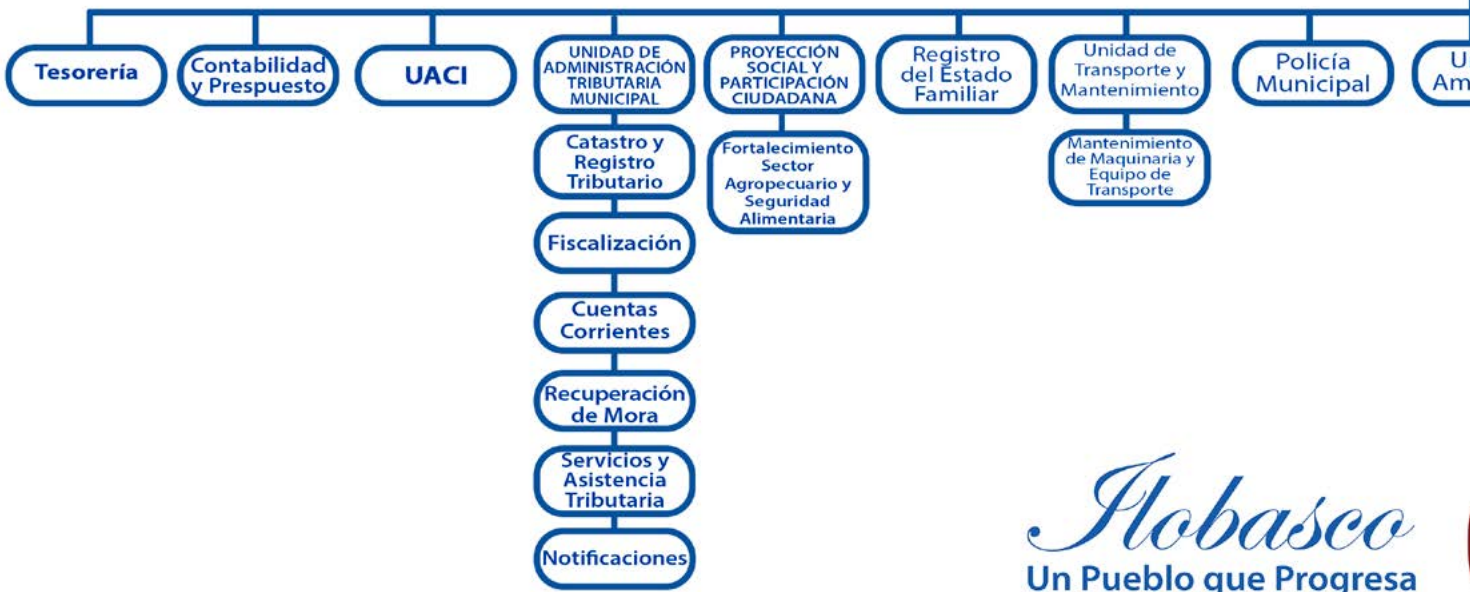 Tesorería
Contabilidad
y Prespuesto
UACI
UNIDAD DE
ADMINISTRACIÓN
TRIBUTARIA
MUNICIPAL
PROYECCIÓN
SOCIAL Y
PARTICIPACIÓN
CIUDADANA
Registro
del Estado
Familiar
Unidad de
Transporte y
Mantenimiento
Policía
Municipal
Catastro y
Registro
Tributario
Fortalecimiento
Sector
Agropecuario y
Seguridad
Alimentaria
Mantenimiento
de Maquinaria y
Equipo de
Transporte
Fiscalización
Cuentas
Corrientes
Recuperación
de Mora
Servicios y
Asistencia
Tributaria
Notificaciones
Ilobasco
Un Pueblo que Progresa